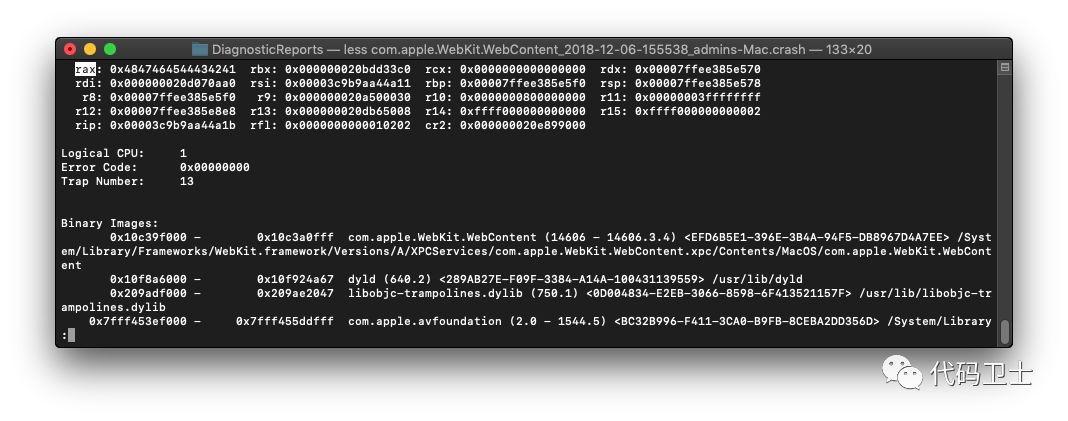 DiagnosticReports — less com.apple.WebKit.WebContent_2018-12-06-155538_admins-Mac.crash — 133×20
rax: 0x4847464544434241 rbx: 0x000000020bdd33c0 rcx: 0x0000000000000000 rdx: 0x00007ffee385e570
rdi: 0x000000020d070aa0 rsi: 0x00003c9b9aa44a11 rbp: 0x00007ffee385e5f0 rsp: 0x00007ffee385e578
r8: 0x00007ffee385e5f0 r9: 0x000000020a500030 r10: 0x0000000800000000 r11: 0x00000003ffffffff
r12: 0x00007ffee385e8e8 r13: 0x000000020db65008 r14: 0xffff000000000000 r15: 0xffff000000000002
rip: 0x00003c9b9aa44a1b rfl: 0x0000000000010202 cr2: 0x000000020e899000
Logical CPU: 1
Error Code: 0x00000000
Trap Number: 13
Binary Images:
0x10c39f000 - 0x10c3a0fff com.apple.WebKit.WebContent (14606 - 14606.3.4) <EFD6B5E1-396E-3B4A-94F5-DB8967D4A7EE> /Syst
em/Library/Frameworks/WebKit.framework/Versions/A/XPCServices/com.apple.WebKit.WebContent.xpc/Contents/MacOS/com.apple.WebKit.WebCont
ent
0x10f8a6000 - 0x10f924a67 dyld (640.2) <289AB27E-F09F-3384-A14A-100431139559> /usr/lib/dyld
0x209adf000 - 0x209ae2047 libobjc-trampolines.dylib (750.1) <0D004834-E2EB-3066-8598-6F413521157F> /usr/lib/libobjc-tr
ampolines.dylib
0x7fff453ef000 - 0x7fff455ddfff com.apple.avfoundation (2.0 - 1544.5) <BC32B996-F411-3CA0-B9FB-8CEBA2DD356D> /System/Library
:
代码卫士